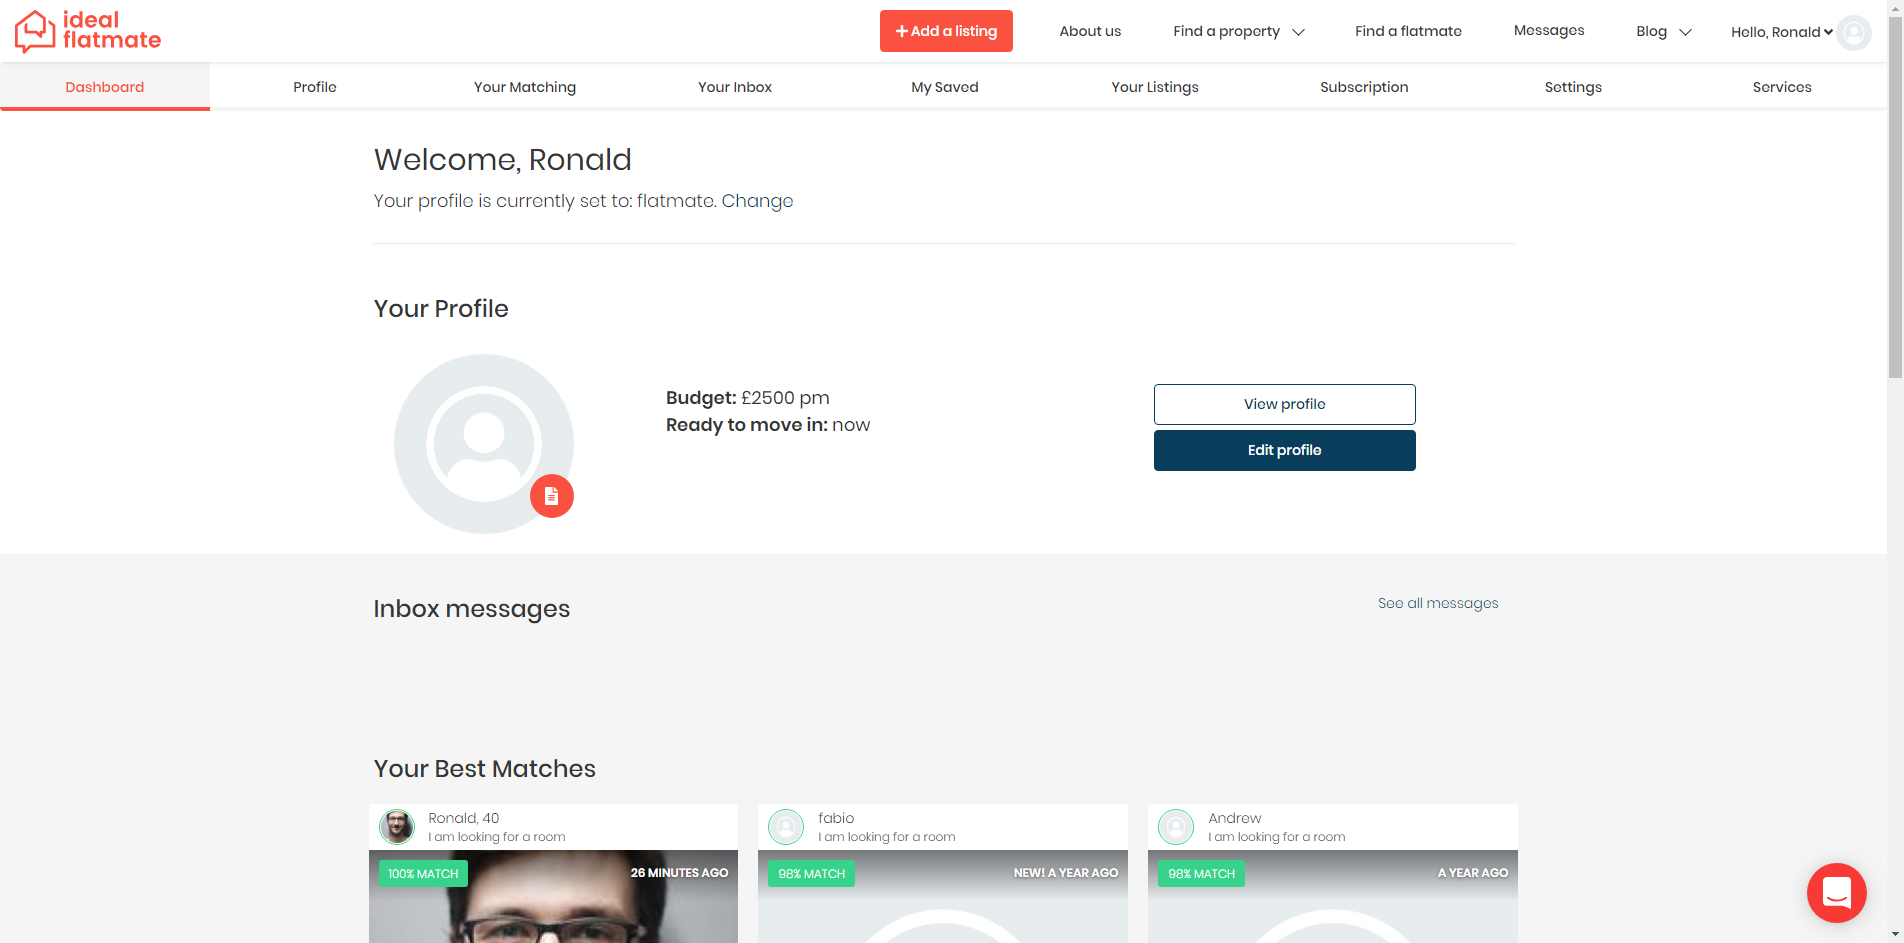 ideal
flatmate
Add a listing
About us
Find a property
Find a flatmate
Messages
Blog
Hello, Ronald
Dashboard
Profile
Your Matching
Your Inbox
My Saved
Your Listings
Subscription
Settings
Services
Welcome, Ronald
Your profile is currently set to: flatmate. Change
Your Profile
Budget: £2500 pm
Ready to move in: now
View profile
Edit profile
Inbox messages
See all messages
Your Best Matches
Ronald, 40
I am looking for a room
100% MATCH
26 MINUTES AGO
fabio
I am looking for a room
98% MATCH
NEW! A YEAR AGO
Andrew
I am looking for a room
98% MATCH
A YEAR AGO